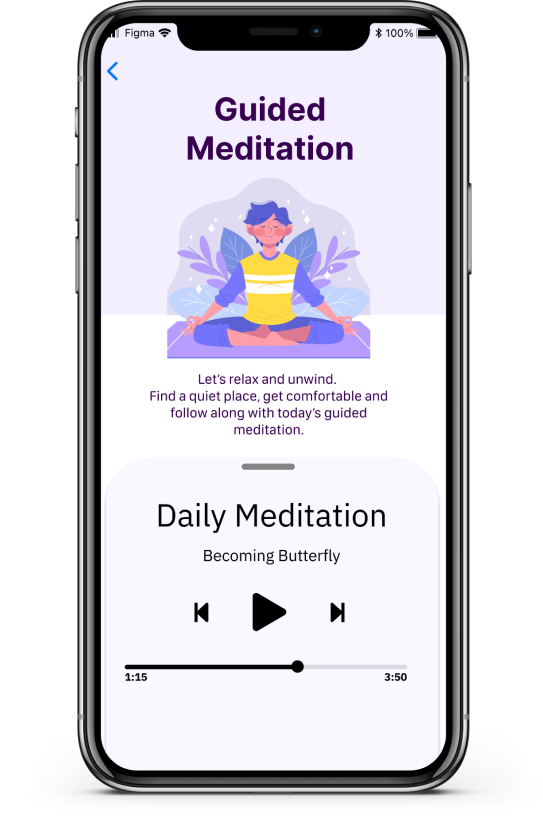 Figma 100%
Guided
Meditation
Let's relax and unwind.
Find a quiet place, get comfortable and
follow along with today's guided
meditation.
Daily Meditation
Becoming Butterfly
1:15 3:50